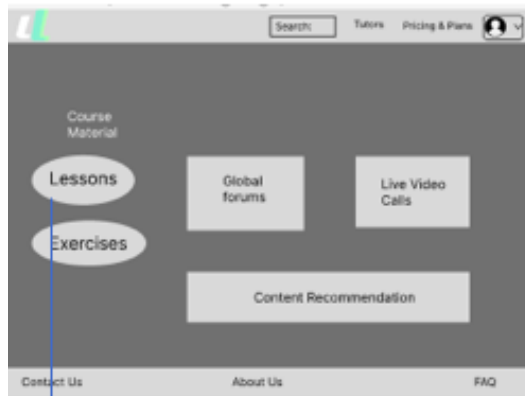 Search:
Tutors
Pricing & Plans
Course
Material
Lessons
Global
forums
Live Video
Calls
Exercises
Content Recommendation
Contact Us
About Us
FAQ